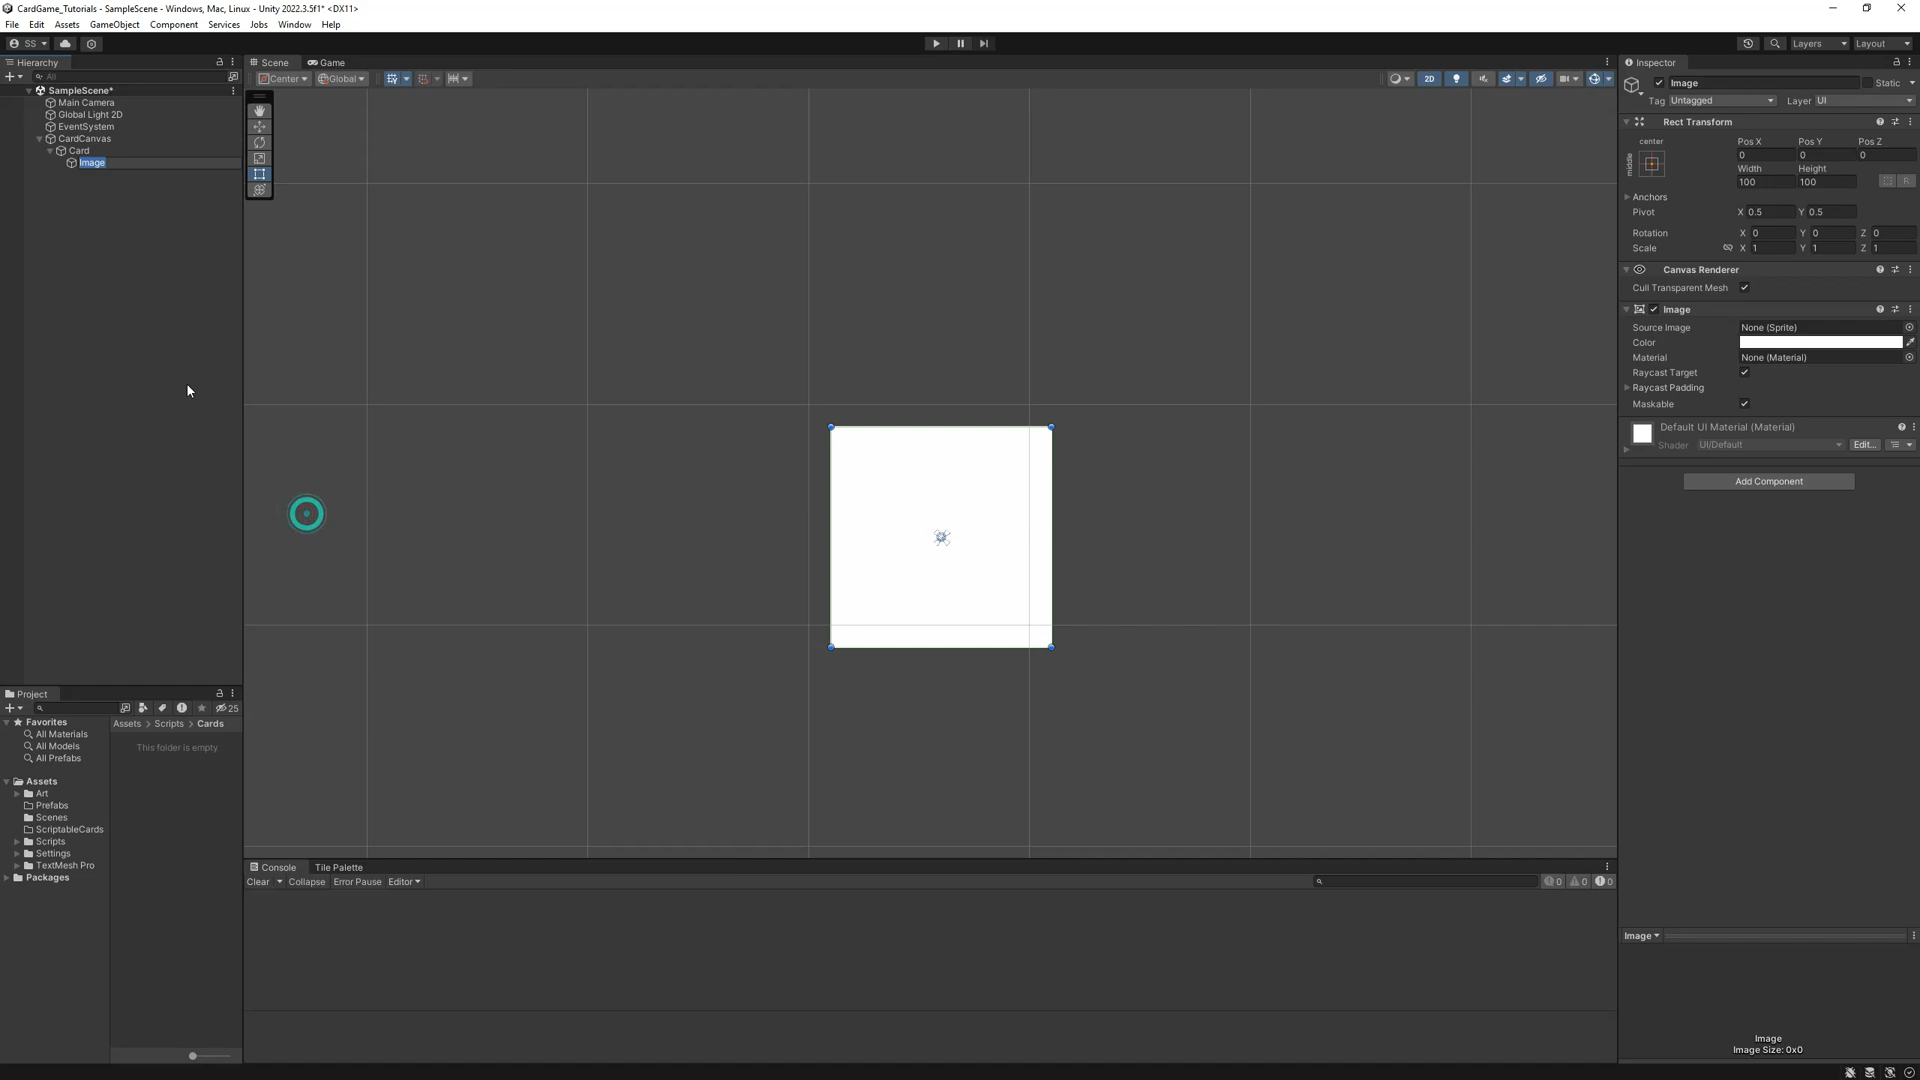 CardGame_Tutorials - SampleScene - Windows, Mac, Linux - Unity 2022.3.5f1* <DX11>
File Edit Assets GameObject Component Services Jobs Window Help
SS
Layers Layout
Hierarchy
All
SampleScene*
Main Camera
Global Light 2D
EventSystem
CardCanvas
Card
Image
Scene Game
Center Global 2D
Inspector
Image Static
Tag Untagged Layer UI
Rect Transform
center
middle
Pos X Pos Y Pos Z
0 0 0
Width Height
100 100 R
Anchors
Pivot X 0.5 Y 0.5
Rotation X 0 Y 0 Z 0
Scale X 1 Y 1 Z 1
Canvas Renderer
Cull Transparent Mesh
Image
Source Image None (Sprite)
Color
Material None (Material)
Raycast Target
Raycast Padding
Maskable
Default UI Material (Material)
Shader UI/Default Edit...
Add Component
Project
25
Favorites
All Materials
All Models
All Prefabs
Assets
Art
Prefabs
Scenes
ScriptableCards
Scripts
Settings
TextMesh Pro
Packages
Assets > Scripts > Cards
This folder is empty
Console Tile Palette
Clear Collapse Error Pause Editor
0 0 0
Image
Image
Image Size: 0x0